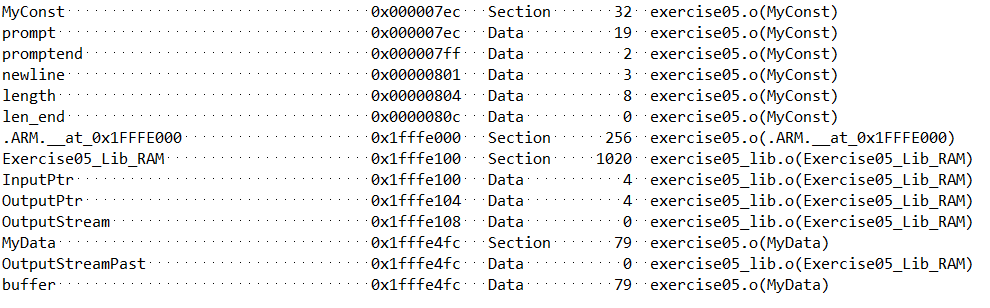 MyConst 0x000007ec Section 32 exercise05.o(MyConst)
prompt 0x000007ec Data 19 exercise05.o(MyConst)
promptend 0x000007ff Data 2 exercise05.o(MyConst)
newline 0x00000801 Data 3 exercise05.o(MyConst)
length 0x00000804 Data 8 exercise05.o(MyConst)
len_end 0x0000080c Data 0 exercise05.o(MyConst)
.ARM.__at_0x1FFFE000 0x1fffe000 Section 256 exercise05.o(.ARM.__at_0x1FFFE000)
Exercise05_Lib_RAM 0x1fffe100 Section 1020 exercise05_lib.o(Exercise05_Lib_RAM)
InputPtr 0x1fffe100 Data 4 exercise05_lib.o(Exercise05_Lib_RAM)
OutputPtr 0x1fffe104 Data 4 exercise05_lib.o(Exercise05_Lib_RAM)
OutputStream 0x1fffe108 Data 0 exercise05_lib.o(Exercise05_Lib_RAM)
MyData 0x1fffe4fc Section 79 exercise05.o(MyData)
OutputStreamPast 0x1fffe4fc Data 0 exercise05_lib.o(Exercise05_Lib_RAM)
buffer 0x1fffe4fc Data 79 exercise05.o(MyData)